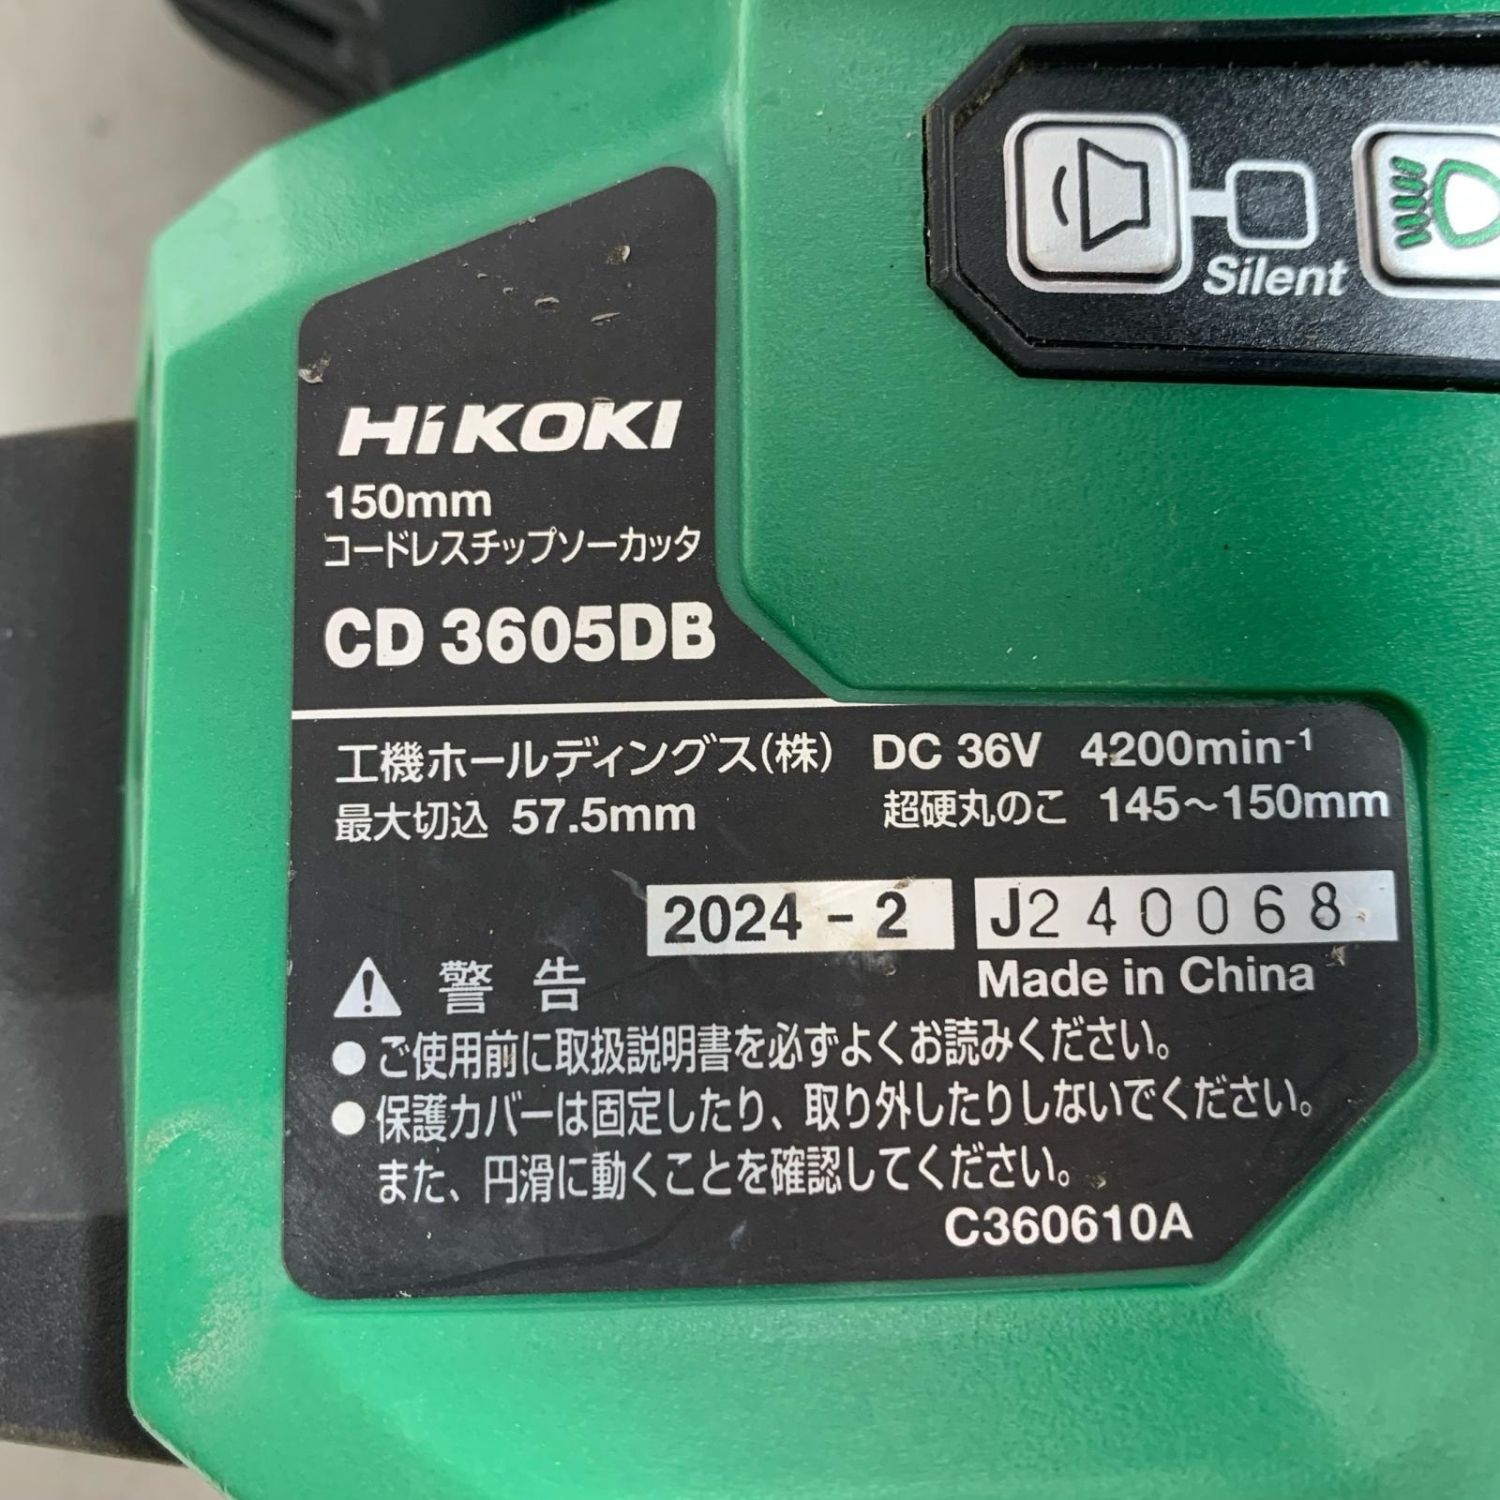 Silent
HiKOKI
150mm
コードレスチップソーカッタ
CD 3605DB
工機ホールディングス(株) DC 36V 4200min-1
最大切込 57.5mm 超硬丸のこ 145～150mm
2024 - 2 J240068
Made in China
警告
●ご使用前に取扱説明書を必ずよくお読みください。
●保護カバーは固定したり、取り外したりしないでください。
また、円滑に動くことを確認してください。
C360610A